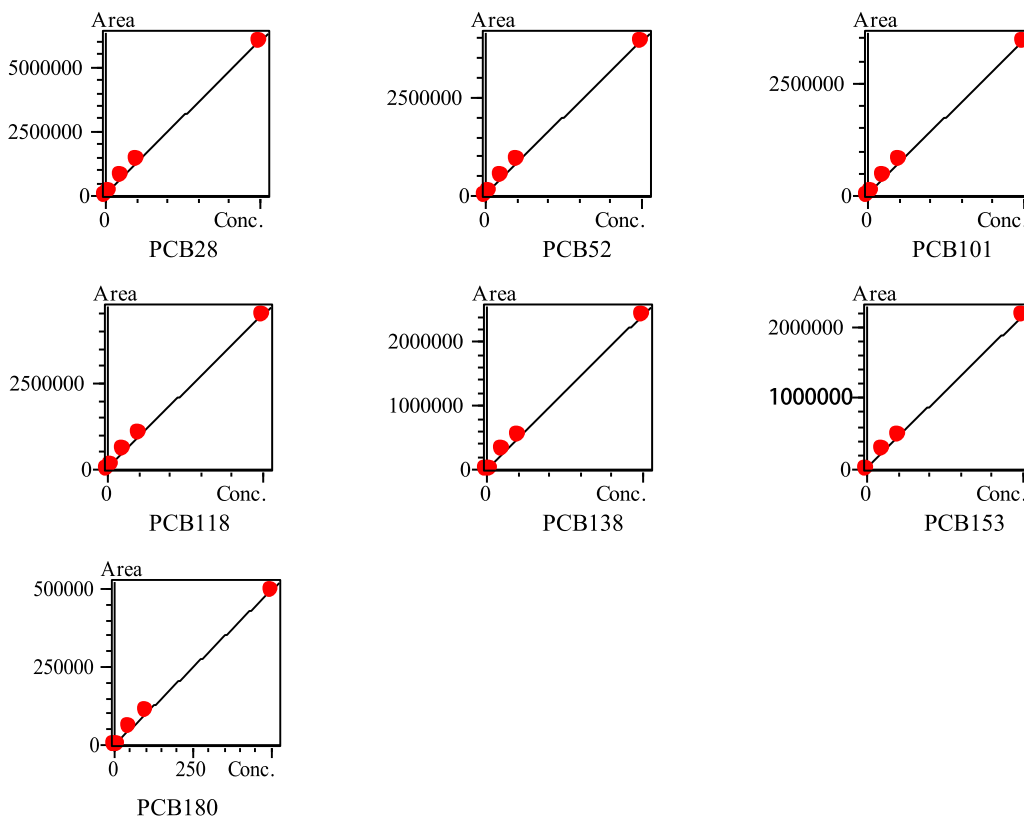 Area
5000000
2500000
0
0
Conc.
PCB28
Area
2500000
0
0
Conc.
PCB52
Area
2500000
0
0
Conc
PCB101
Area
2500000
0
0
Conc.
PCB118
Area
2000000
1000000
0
0
Conc.
PCB138
Area
2000000
1000000
0
0
Conc.
PCB153
Area
500000
250000
0
0
250
Conc.
PCB180